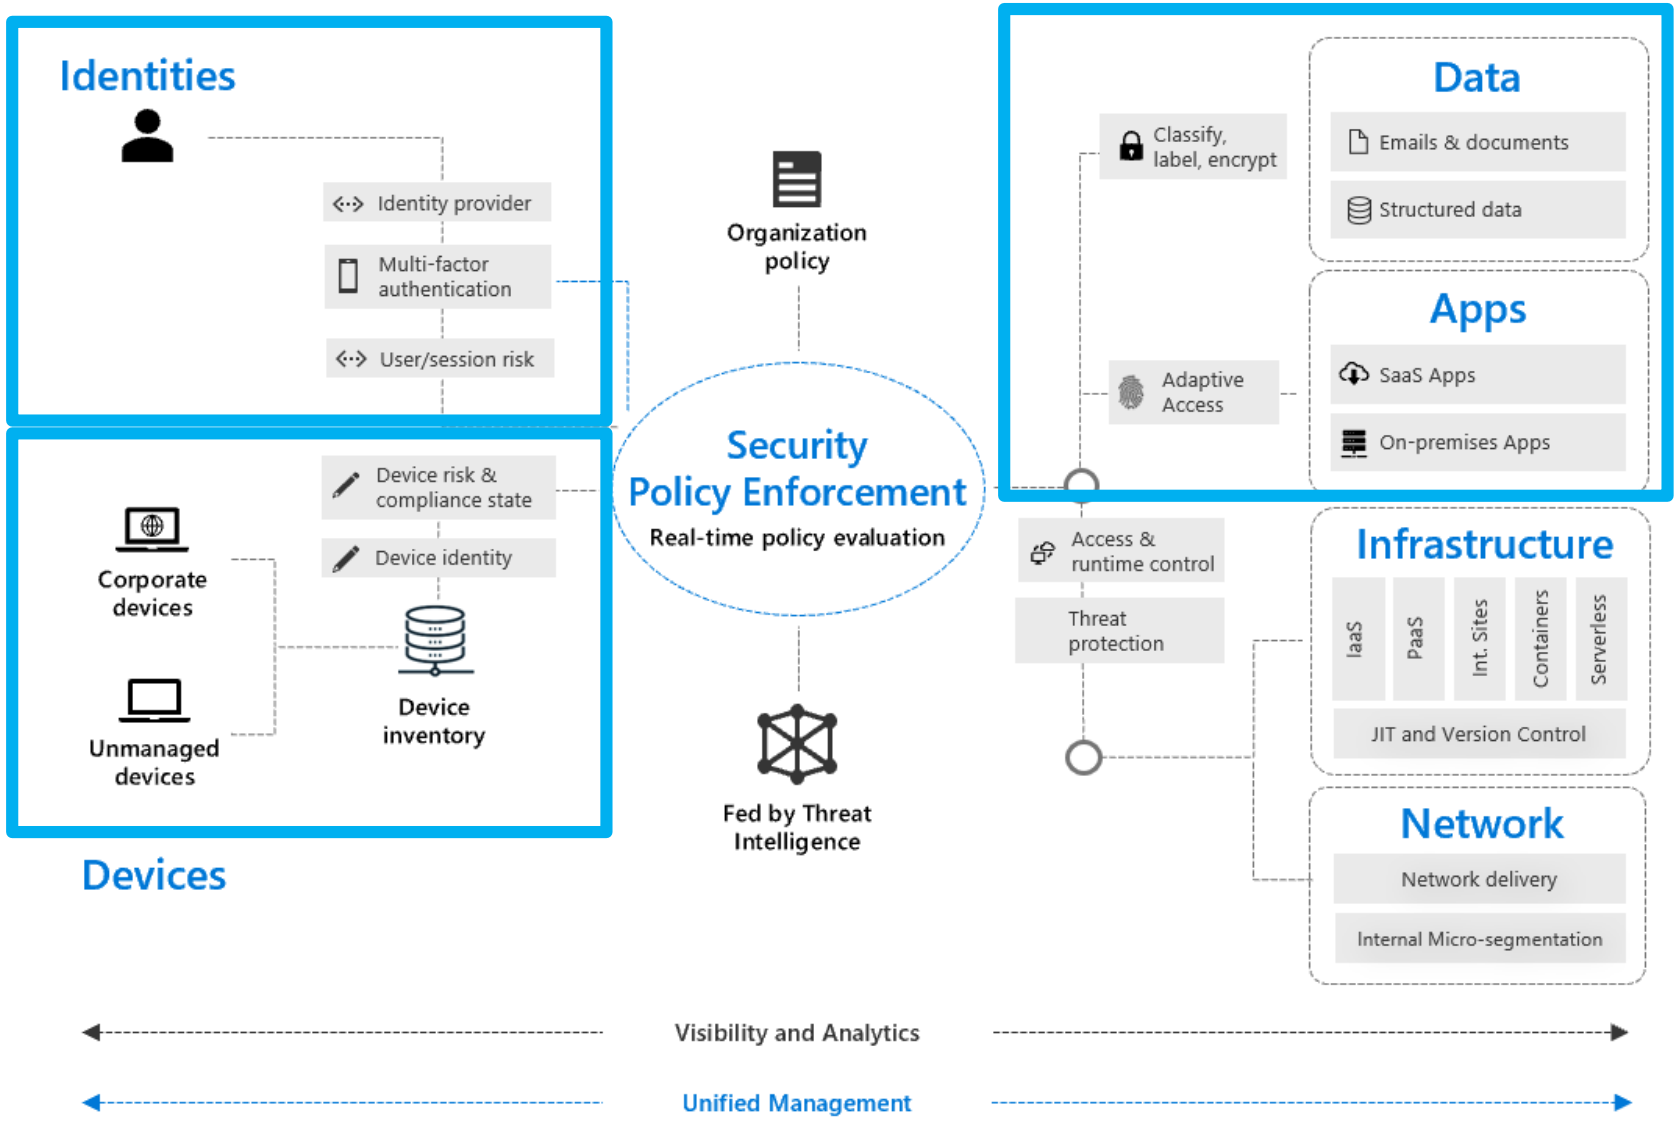 Identities
Identity provider
Multi-factor
authentication
User/session risk
Device risk &
compliance state
Device identity
Corporate
devices
Unmanaged
devices
Device
inventory
Devices
Organization
policy
Security
Policy Enforcement
Real-time policy evaluation
Fed by Threat
Intelligence
Classify,
label, encrypt
Adaptive
Access
Access &
runtime control
Threat
protection
Data
Emails & documents
Structured data
Apps
SaaS Apps
On-premises Apps
Infrastructure
IaaS
PaaS
Int. Sites
Containers
Serverless
JIT and Version Control
Network
Network delivery
Internal Micro-segmentation
Visibility and Analytics
Unified Management